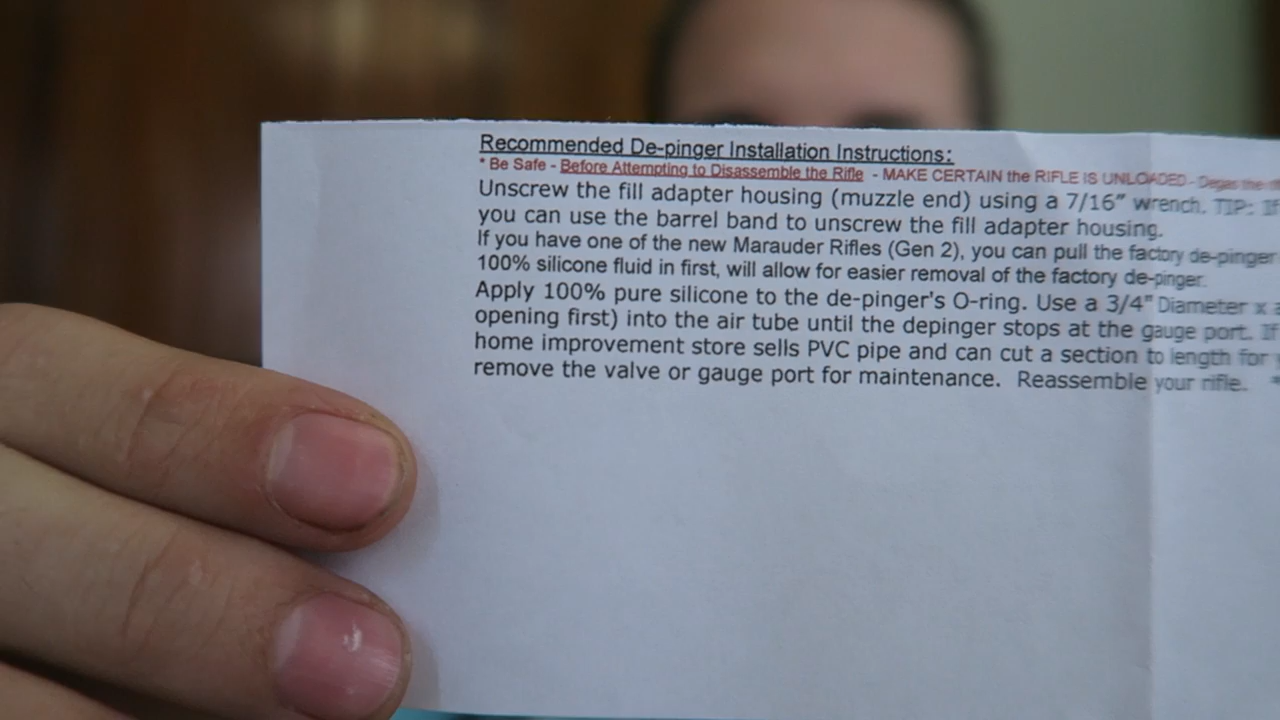 Recommended De-pinger Installation Instructions:
* Be Safe - Before Attempting to Disassemble the Rifle - MAKE CERTAIN the RIFLE IS UNLOADED - Degas the
Unscrew the fill adapter housing (muzzle end) using a 7/16” wrench. TIP: If
you can use the barrel band to unscrew the fill adapter housing.
If you have one of the new Marauder Rifles (Gen 2), you can pull the factory de-pinger
100% silicone fluid in first, will allow for easier removal of the factory de-pinger.
Apply 100% pure silicone to the de-pinger's O-ring. Use a 3/4" Diameter x
opening first) into the air tube until the depinger stops at the gauge port. If
home improvement store sells PVC pipe and can cut a section to length for
remove the valve or gauge port for maintenance. Reassemble your rifle. *